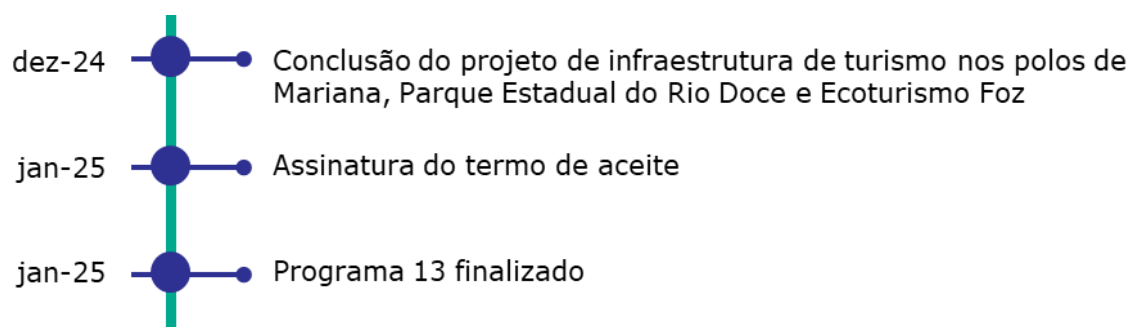 dez-24
Conclusão do projeto de infraestrutura de turismo nos polos de
Mariana, Parque Estadual do Rio Doce e Ecoturismo Foz
jan-25
Assinatura do termo de aceite
jan-25
Programa 13 finalizado